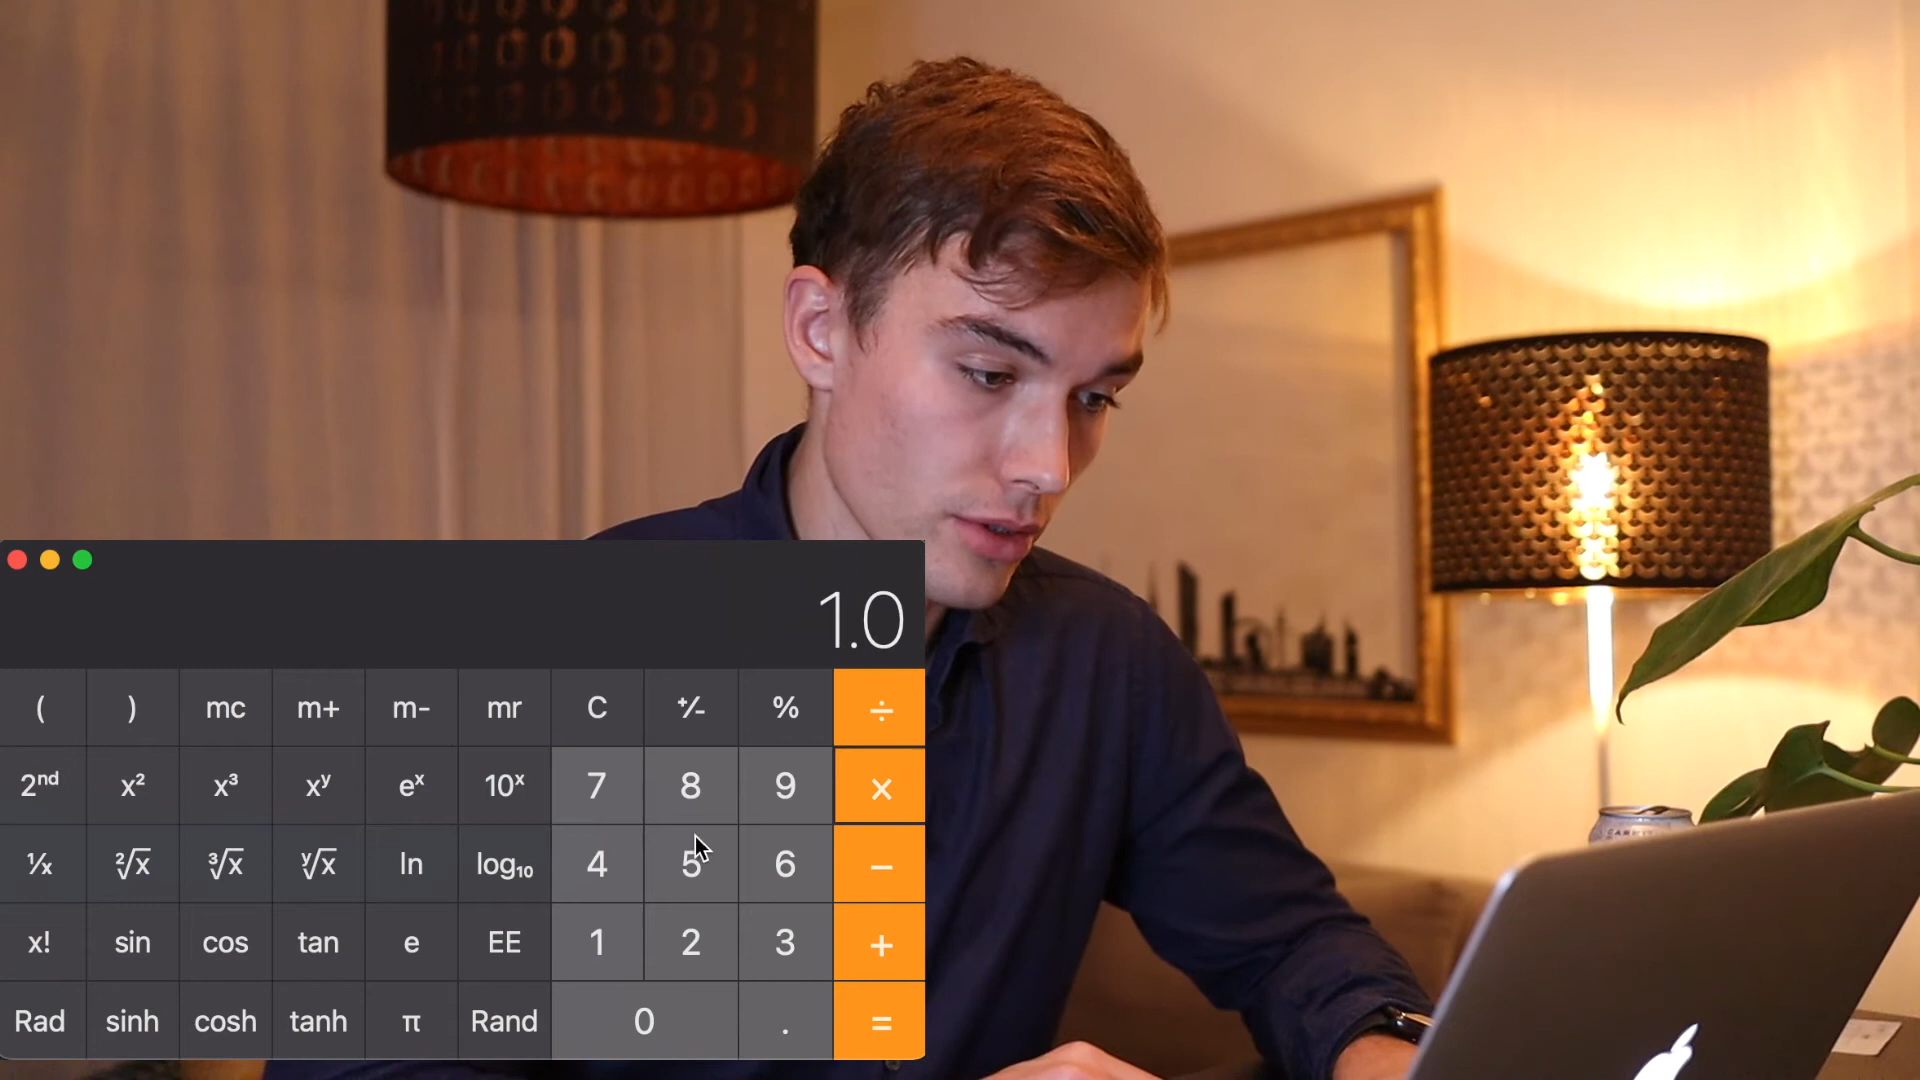 1.0
( ) mc m+ m- mr C +/- % ÷
2ⁿᵈ x² x³ xʸ eˣ 10ˣ 7 8 9 ×
1/x ²√x ³√x ʸ√x ln log₁₀ 4 5 6 −
x! sin cos tan e EE 1 2 3 +
Rad sinh cosh tanh π Rand 0 . =